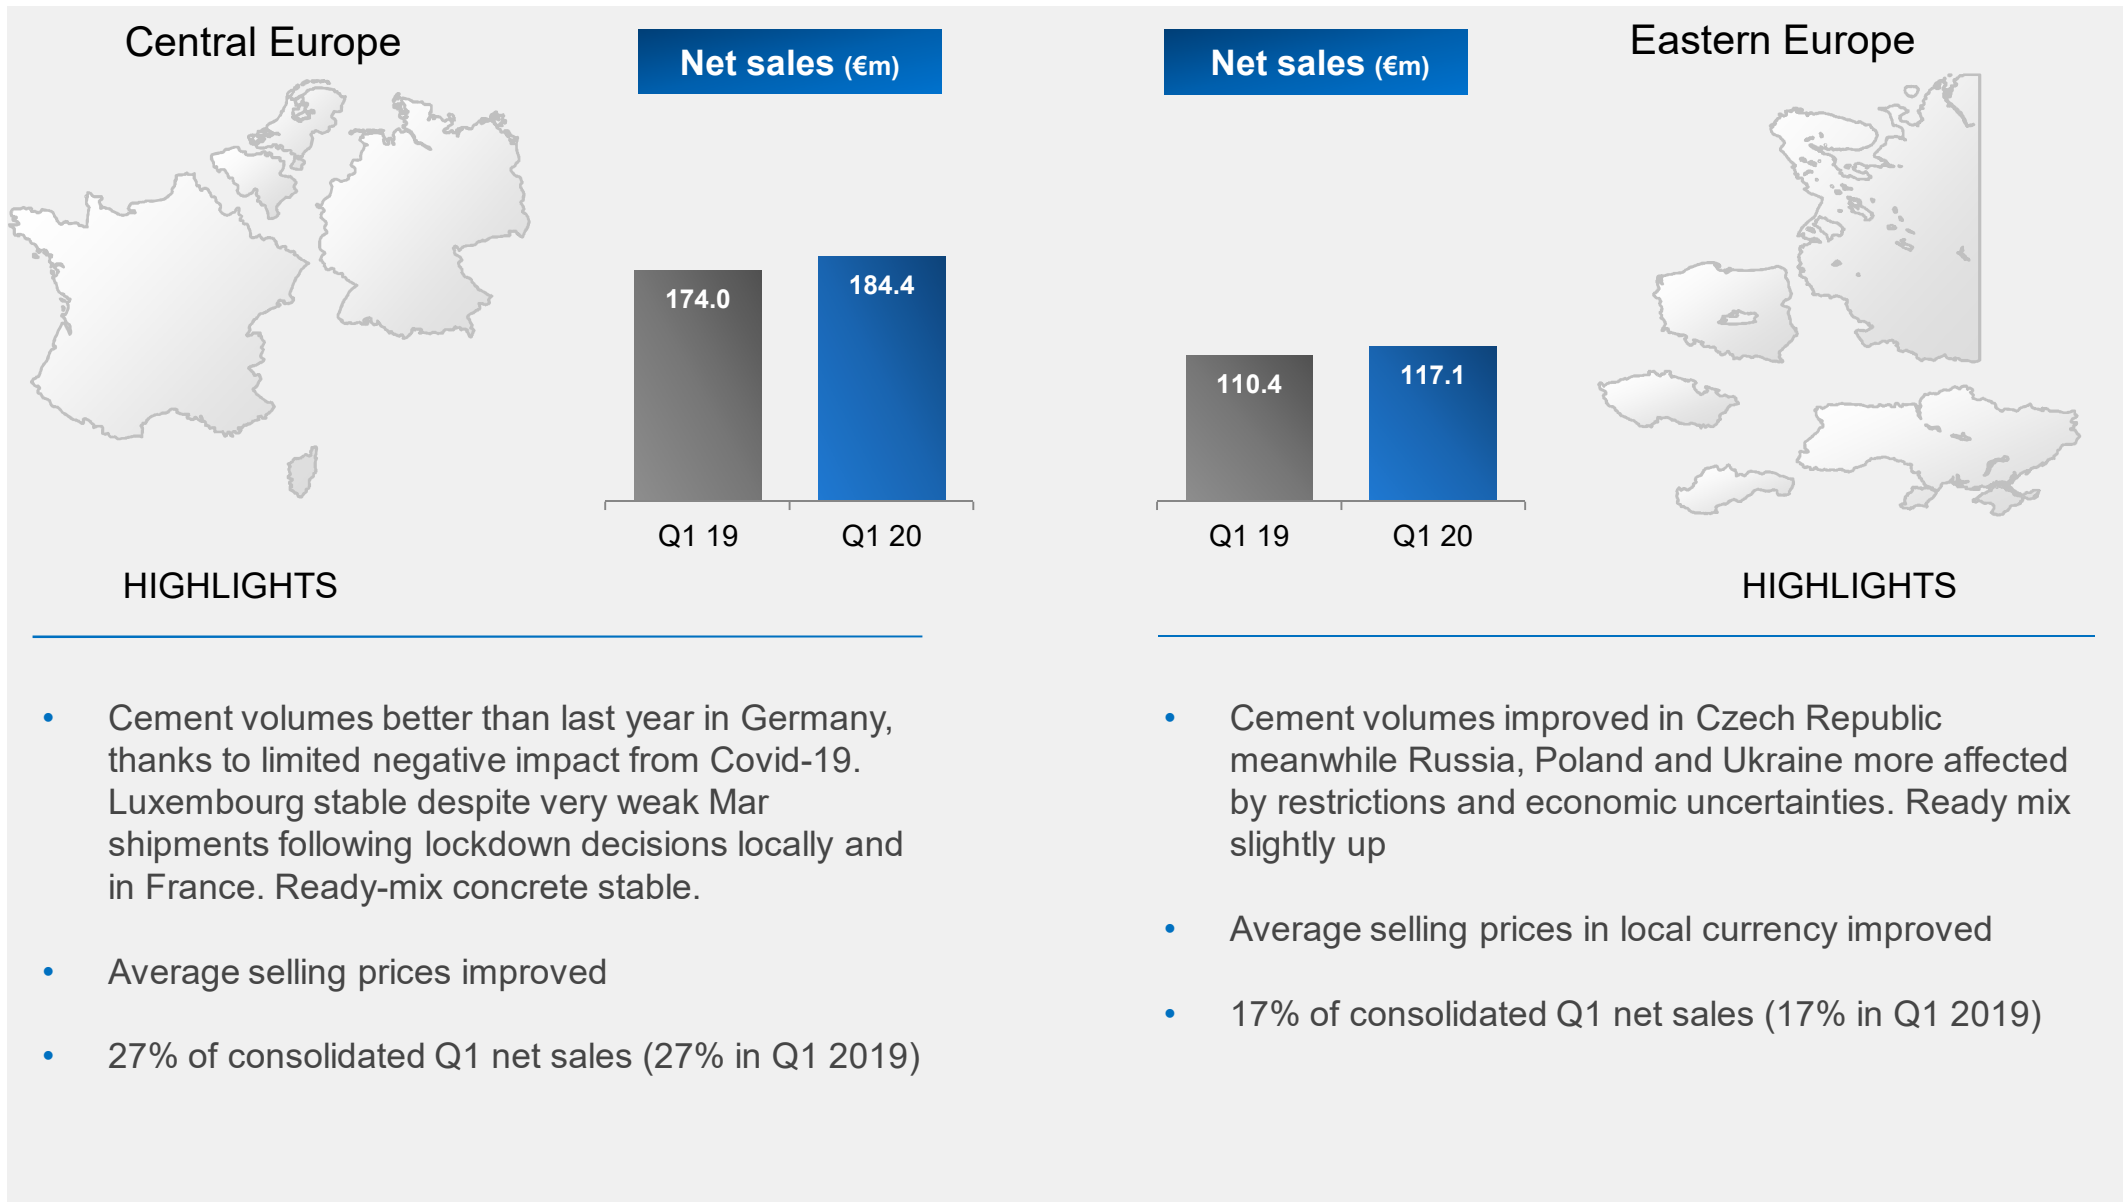 Central Europe
Net sales (€m)
174.0
184.4
Q1 19
Q1 20
HIGHLIGHTS
• Cement volumes better than last year in Germany,
thanks to limited negative impact from Covid-19.
Luxembourg stable despite very weak Mar
shipments following lockdown decisions locally and
in France. Ready-mix concrete stable.
• Average selling prices improved
• 27% of consolidated Q1 net sales (27% in Q1 2019)
Net sales (€m)
Eastern Europe
110.4
117.1
Q1 19
Q1 20
HIGHLIGHTS
• Cement volumes improved in Czech Republic
meanwhile Russia, Poland and Ukraine more affected
by restrictions and economic uncertainties. Ready mix
slightly up
• Average selling prices in local currency improved
• 17% of consolidated Q1 net sales (17% in Q1 2019)